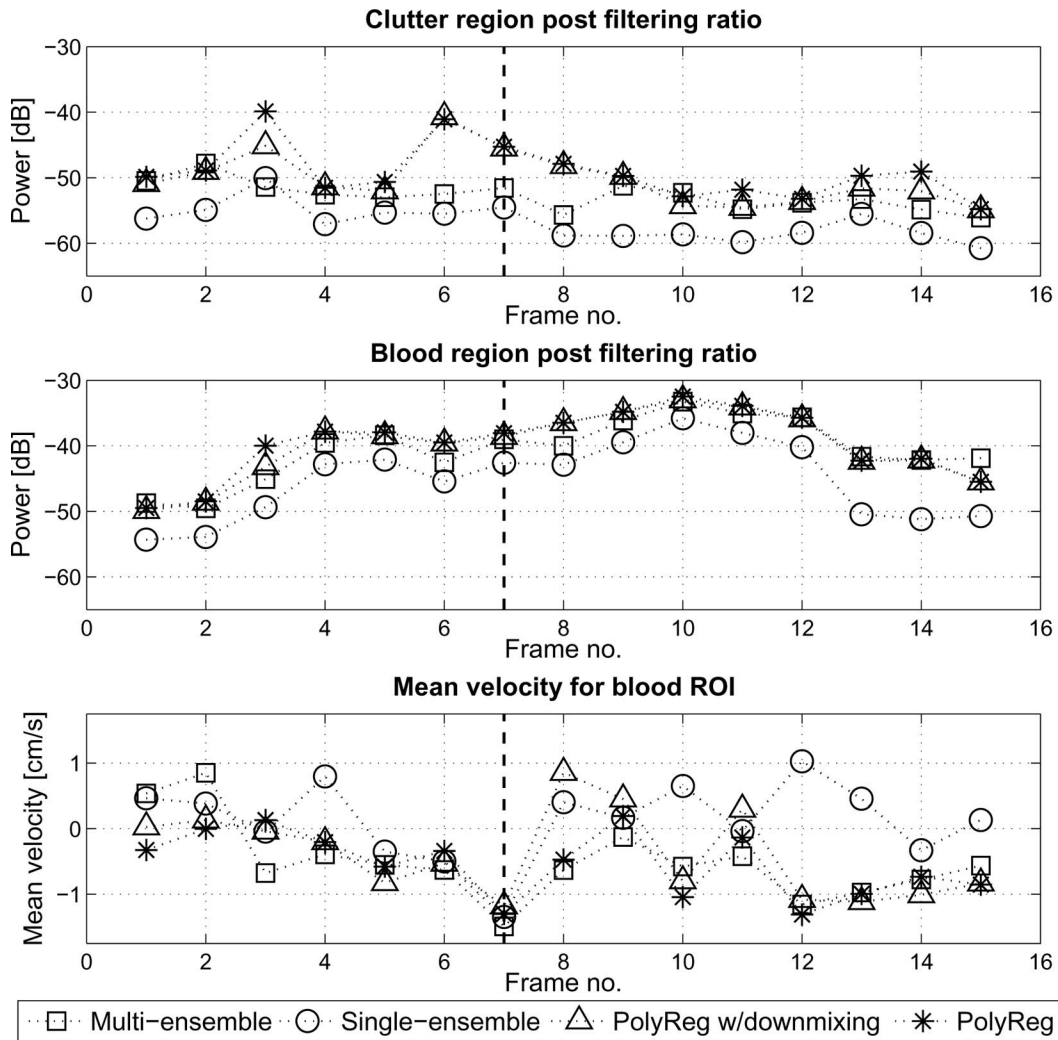 Clutter region post filtering ratio
−30
−40
−50
−60
Power [dB]
0 2 4 6 8 10 12 14 16
Frame no.
Blood region post filtering ratio
−30
−40
−50
−60
Power [dB]
0 2 4 6 8 10 12 14 16
Frame no.
Mean velocity for blood ROI
1
0
−1
Mean velocity [cm/s]
0 2 4 6 8 10 12 14 16
Frame no.
Multi−ensemble Single−ensemble PolyReg w/downmixing PolyReg